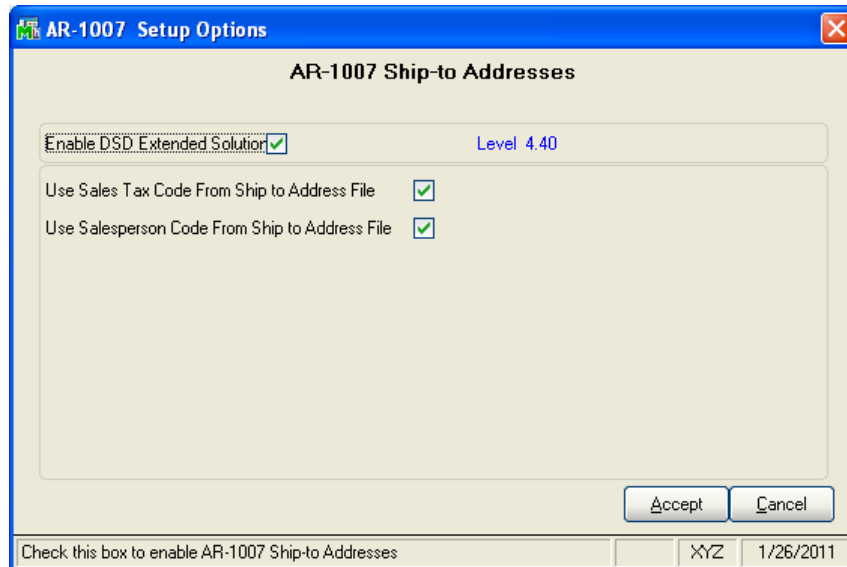 AR-1007 Setup Options
AR-1007 Ship-to Addresses
Enable DSD Extended Solution Level 4.40
Use Sales Tax Code From Ship to Address File
Use Salesperson Code From Ship to Address File
Accept Cancel
Check this box to enable AR-1007 Ship-to Addresses XYZ 1/26/2011